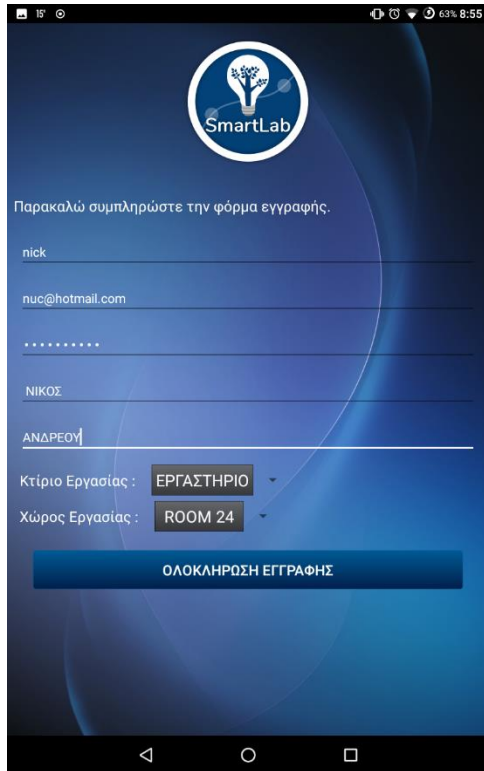 15° 63% 8:55
SmartLab
Παρακαλώ συμπληρώστε την φόρμα εγγραφής.
nick
nuc@hotmail.com
··········
ΝΙΚΟΣ
ΑΝΔΡΕΟΥ
Κτίριο Εργασίας : ΕΡΓΑΣΤΗΡΙΟ
Χώρος Εργασίας : ROOM 24
ΟΛΟΚΛΗΡΩΣΗ ΕΓΓΡΑΦΗΣ